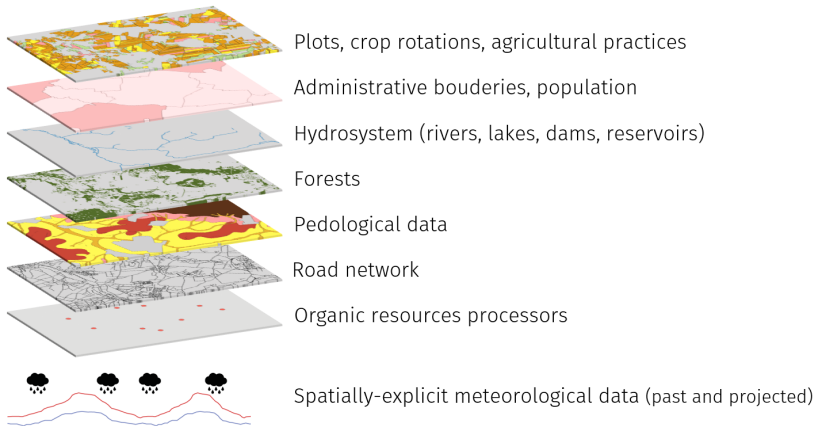 Plots, crop rotations, agricultural practices
Administrative bouderies, population
Hydrosystem (rivers, lakes, dams, reservoirs)
Forests
Pedological data
Road network
Organic resources processors
Spatially-explicit meteorological data (past and projected)